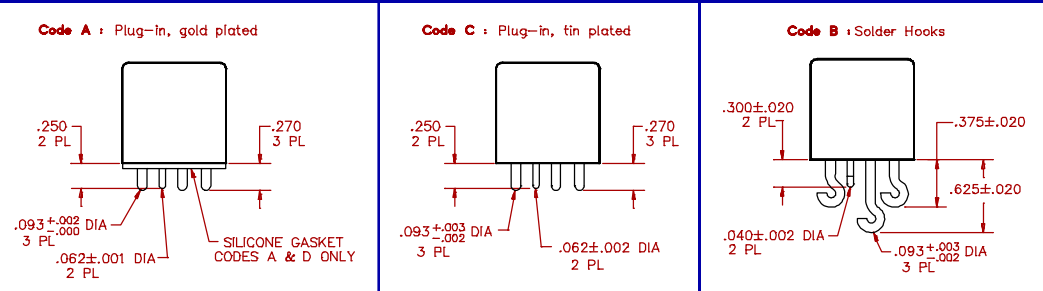 Code A : Plug-in, gold plated
.250
2 PL
.270
3 PL
.093 +.002 -.000 DIA
3 PL
.062±.001 DIA
2 PL
SILICONE GASKET
CODES A & D ONLY
Code C : Plug-in, tin plated
.250
2 PL
.270
3 PL
.093 +.003 -.002 DIA
3 PL
.062±.002 DIA
2 PL
Code B : Solder Hooks
.300±.020
2 PL
.375±.020
.625±.020
.040±.002 DIA
2 PL
.093 +.003 -.002 DIA
3 PL